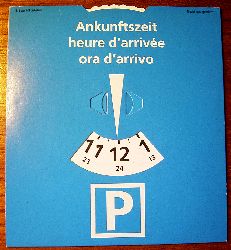 Ankunftszeit
heure d'arrivée
ora d'arrivo
11 12 1
23 24 13
P